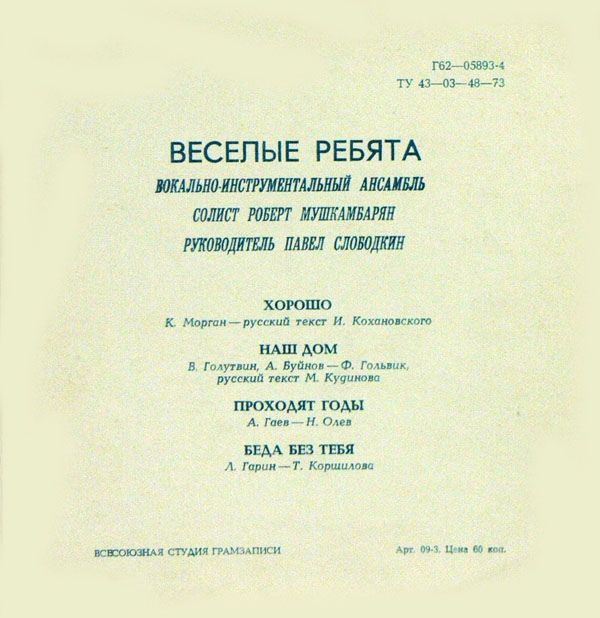 Г62—05893-4
ТУ 43—03—48—73
ВЕСЕЛЫЕ РЕБЯТА
ВОКАЛЬНО-ИНСТРУМЕНТАЛЬНЫЙ АНСАМБЛЬ
СОЛИСТ РОБЕРТ МУШКАМБАРЯН
РУКОВОДИТЕЛЬ ПАВЕЛ СЛОБОДКИН
ХОРОШО
К. Морган — русский текст И. Кохановского
НАШ ДОМ
В. Голутвин, А. Буйнов — Ф. Гольвик,
русский текст М. Кудинова
ПРОХОДЯТ ГОДЫ
А. Гаев — Н. Олев
БЕДА БЕЗ ТЕБЯ
Л. Гарин — Т. Коршилова
ВСЕСОЮЗНАЯ СТУДИЯ ГРАМЗАПИСИ
Арт. 09-3. Цена 60 коп.